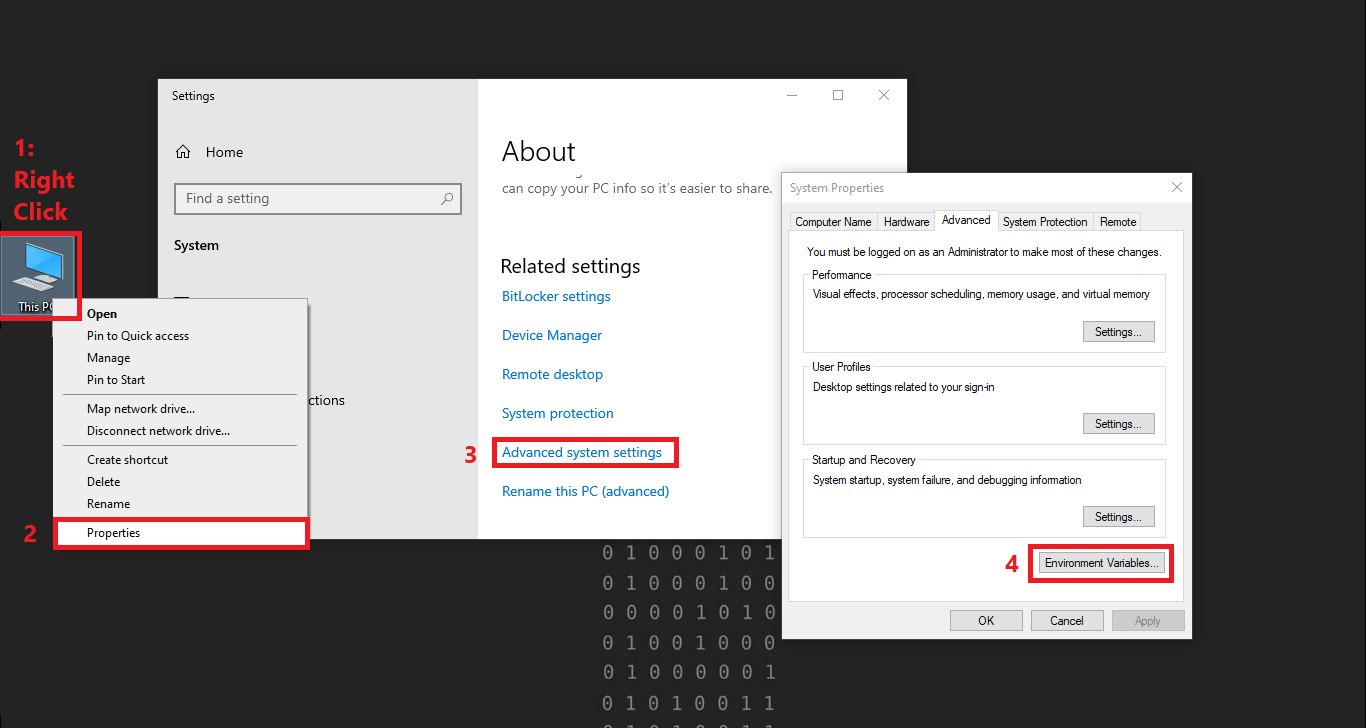 1:
Right
Click
This PC
Open
Pin to Quick access
Manage
Pin to Start
Map network drive...
Disconnect network drive...
Create shortcut
Delete
Rename
2
Properties
Settings
Home
Find a setting
System
ctions
About
can copy your PC info so it's easier to share.
Related settings
BitLocker settings
Device Manager
Remote desktop
System protection
3
Advanced system settings
Rename this PC (advanced)
System Properties
Computer Name Hardware Advanced System Protection Remote
You must be logged on as an Administrator to make most of these changes.
Performance
Visual effects, processor scheduling, memory usage, and virtual memory
Settings...
User Profiles
Desktop settings related to your sign-in
Settings...
Startup and Recovery
System startup, system failure, and debugging information
Settings...
4
Environment Variables...
OK Cancel Apply
0 1 0 0 0 1 0 1
0 1 0 0 0 1 0 0
0 0 0 0 1 0 1 0
0 1 0 0 1 0 0 0
0 1 0 0 0 0 0 1
0 1 0 1 0 0 1 1